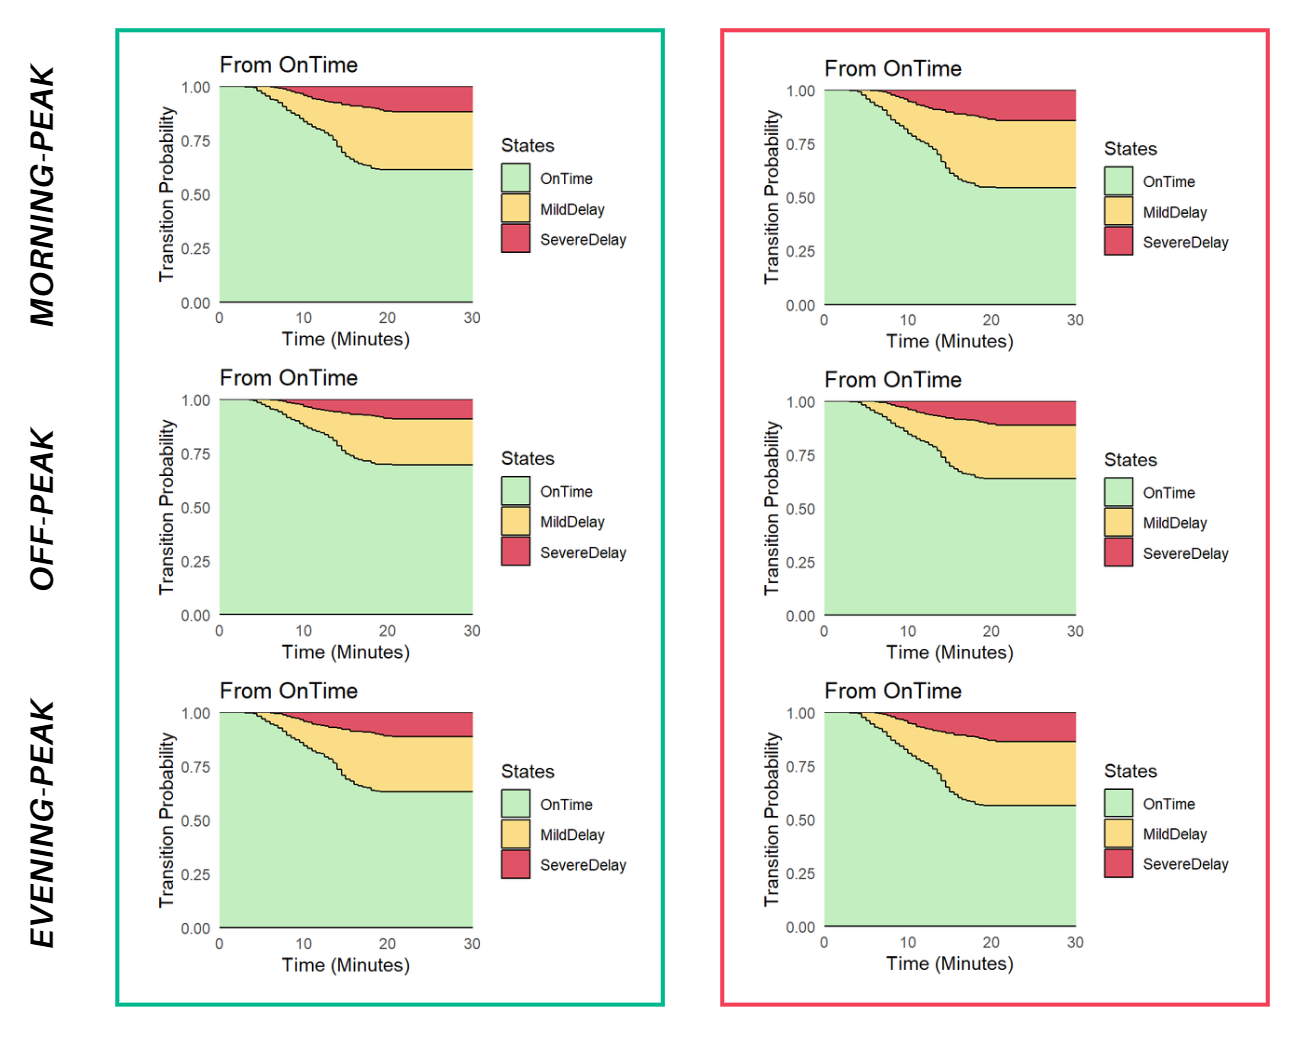 MORNING-PEAK
From OnTime
Transition Probability
1.00
0.75
0.50
0.25
0.00
0 10 20 30
Time (Minutes)
States
OnTime
MildDelay
SevereDelay
From OnTime
Transition Probability
1.00
0.75
0.50
0.25
0.00
0 10 20 30
Time (Minutes)
States
OnTime
MildDelay
SevereDelay
OFF-PEAK
From OnTime
Transition Probability
1.00
0.75
0.50
0.25
0.00
0 10 20 30
Time (Minutes)
States
OnTime
MildDelay
SevereDelay
From OnTime
Transition Probability
1.00
0.75
0.50
0.25
0.00
0 10 20 30
Time (Minutes)
States
OnTime
MildDelay
SevereDelay
EVENING-PEAK
From OnTime
Transition Probability
1.00
0.75
0.50
0.25
0.00
0 10 20 30
Time (Minutes)
States
OnTime
MildDelay
SevereDelay
From OnTime
Transition Probability
1.00
0.75
0.50
0.25
0.00
0 10 20 30
Time (Minutes)
States
OnTime
MildDelay
SevereDelay